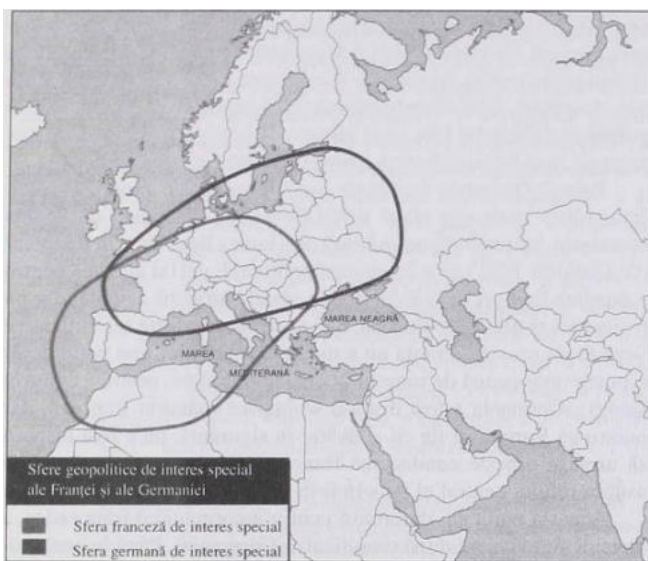 MAREA NEAGRĂ
MAREA
MEDITERANĂ
Sfere geopolitice de interes special
ale Franței și ale Germaniei
Sfera franceză de interes special
Sfera germană de interes special